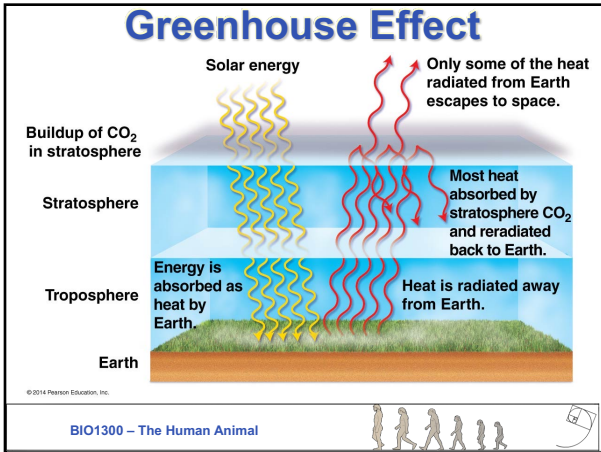 Greenhouse Effect
Solar energy
Only some of the heat
radiated from Earth
escapes to space.
Buildup of CO₂
in stratosphere
Stratosphere
Most heat
absorbed by
stratosphere CO₂
and reradiated
back to Earth.
Energy is
absorbed as
heat by
Earth.
Troposphere
Heat is radiated away
from Earth.
Earth
© 2014 Pearson Education, Inc.
BIO1300 – The Human Animal